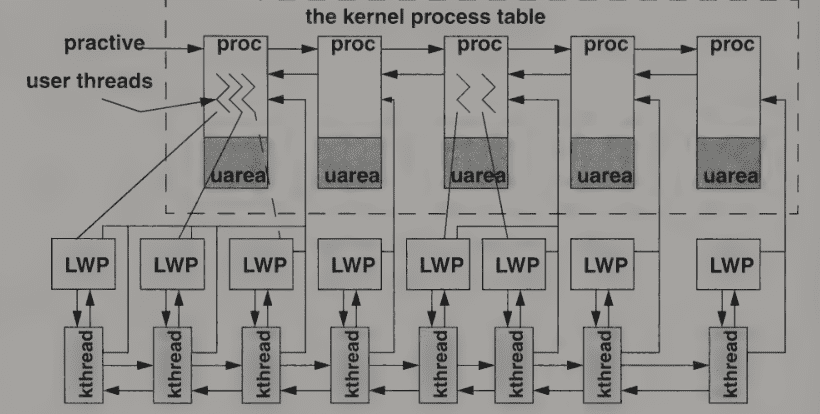 the kernel process table
practive
proc
proc
proc
proc
proc
user threads
uarea
uarea
uarea
uarea
uarea
LWP
LWP
LWP
LWP
LWP
LWP
LWP
LWP
kthread
kthread
kthread
kthread
kthread
kthread
kthread
kthread